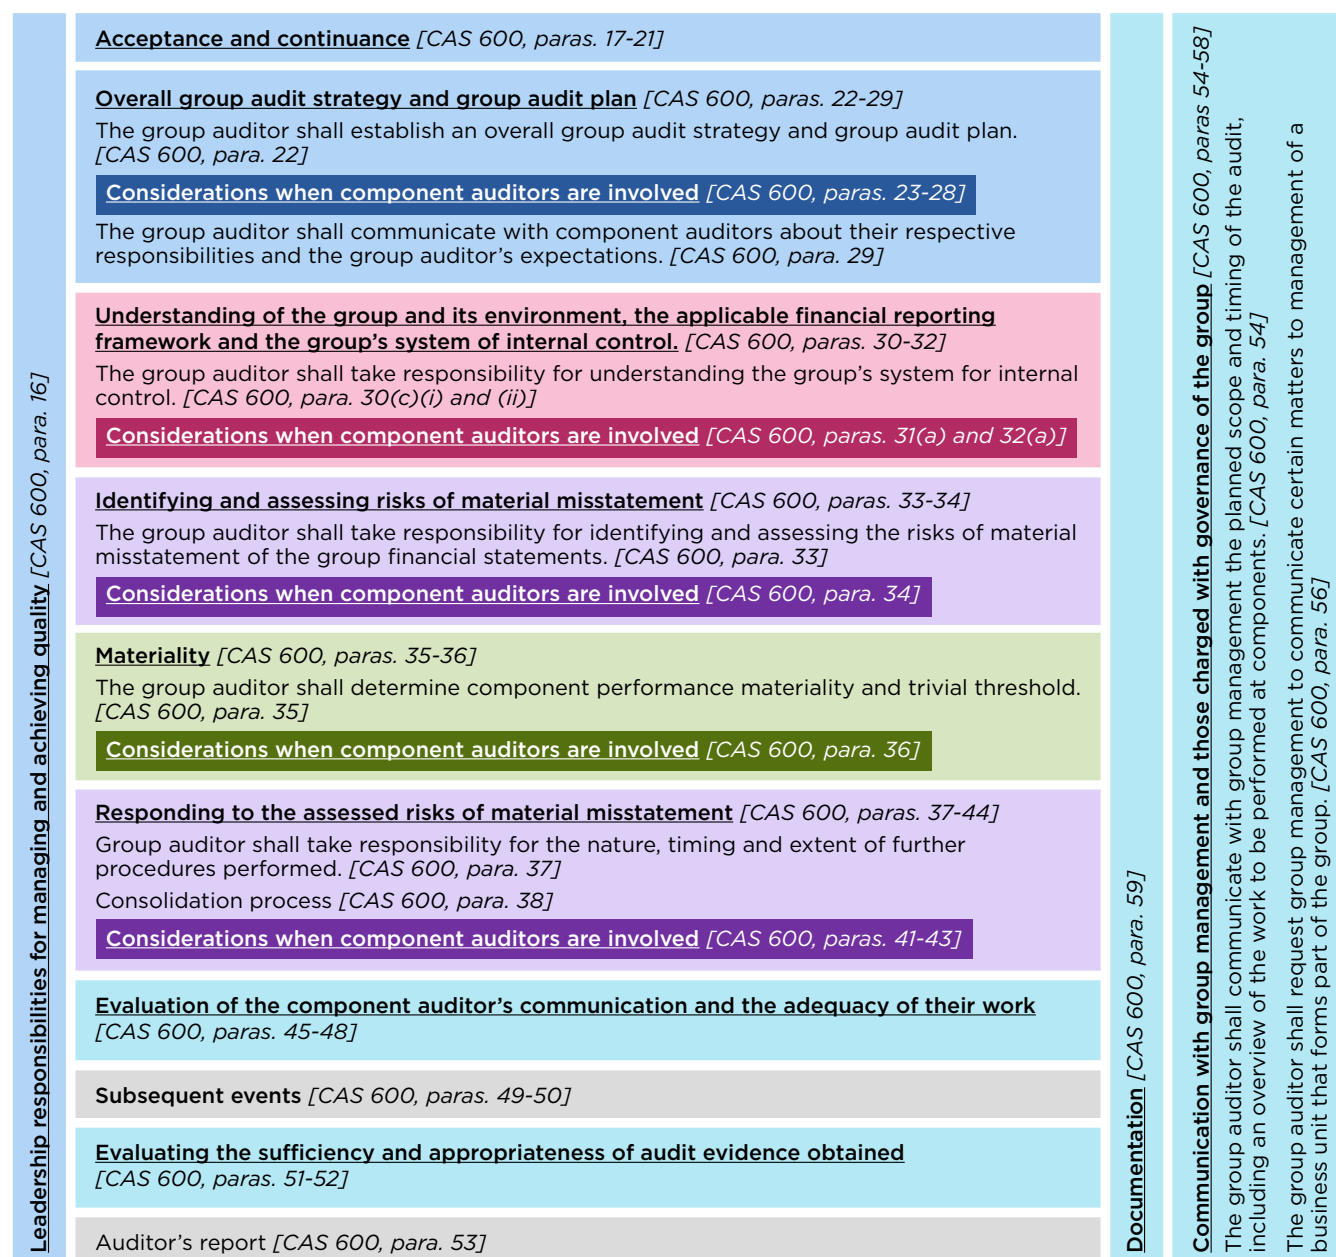 Leadership responsibilities for managing and achieving quality [CAS 600, para. 16]
Acceptance and continuance [CAS 600, paras. 17-21]
Overall group audit strategy and group audit plan [CAS 600, paras. 22-29]
The group auditor shall establish an overall group audit strategy and group audit plan.
[CAS 600, para. 22]
Considerations when component auditors are involved [CAS 600, paras. 23-28]
The group auditor shall communicate with component auditors about their respective
responsibilities and the group auditor’s expectations. [CAS 600, para. 29]
Understanding of the group and its environment, the applicable financial reporting
framework and the group’s system of internal control. [CAS 600, paras. 30-32]
The group auditor shall take responsibility for understanding the group’s system for internal
control. [CAS 600, para. 30(c)(i) and (ii)]
Considerations when component auditors are involved [CAS 600, paras. 31(a) and 32(a)]
Identifying and assessing risks of material misstatement [CAS 600, paras. 33-34]
The group auditor shall take responsibility for identifying and assessing the risks of material
misstatement of the group financial statements. [CAS 600, para. 33]
Considerations when component auditors are involved [CAS 600, para. 34]
Materiality [CAS 600, paras. 35-36]
The group auditor shall determine component performance materiality and trivial threshold.
[CAS 600, para. 35]
Considerations when component auditors are involved [CAS 600, para. 36]
Responding to the assessed risks of material misstatement [CAS 600, paras. 37-44]
Group auditor shall take responsibility for the nature, timing and extent of further
procedures performed. [CAS 600, para. 37]
Consolidation process [CAS 600, para. 38]
Considerations when component auditors are involved [CAS 600, paras. 41-43]
Evaluation of the component auditor’s communication and the adequacy of their work
[CAS 600, paras. 45-48]
Subsequent events [CAS 600, paras. 49-50]
Evaluating the sufficiency and appropriateness of audit evidence obtained
[CAS 600, paras. 51-52]
Auditor’s report [CAS 600, para. 53]
Documentation [CAS 600, para. 59]
Communication with group management and those charged with governance of the group [CAS 600, paras 54-58]
The group auditor shall communicate with group management the planned scope and timing of the audit,
including an overview of the work to be performed at components. [CAS 600, para. 54]
The group auditor shall request group management to communicate certain matters to management of a
business unit that forms part of the group. [CAS 600, para. 56]